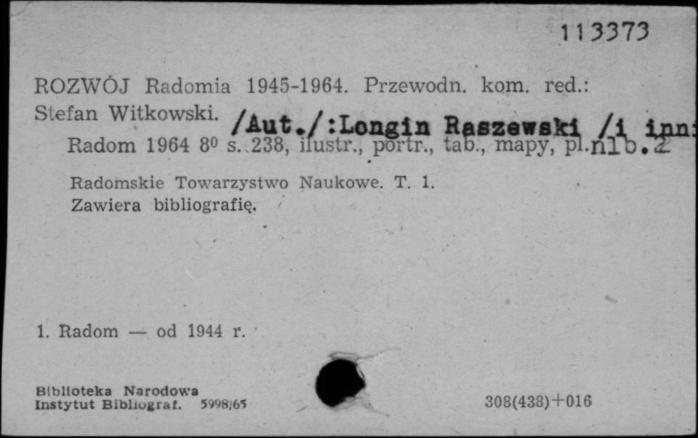 113373
ROZWÓJ Radomia 1945-1964. Przewodn. kom. red.:
Stefan Witkowski. /Aut./:Longin Raszewski /i inni
Radom 1964 8⁰ s. 238, ilustr., portr., tab., mapy, pl.nlb.2
Radomskie Towarzystwo Naukowe. T. 1.
Zawiera bibliografię.
1. Radom — od 1944 r.
Biblioteka Narodowa
Instytut Bibliograf. 5998/65
308(438)+016